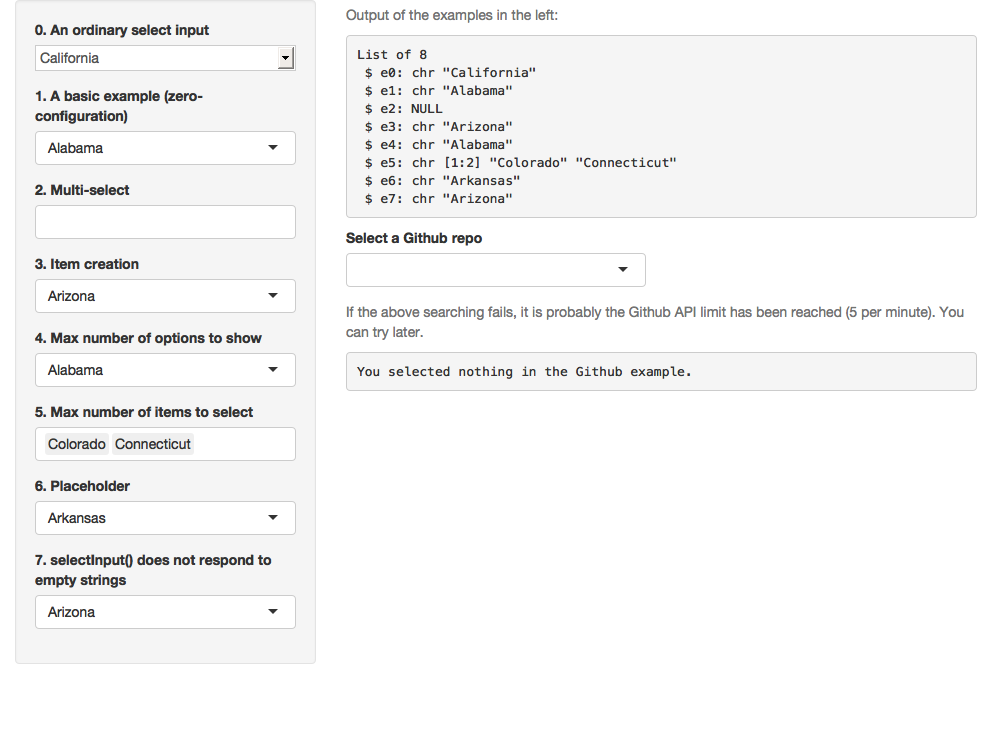 0. An ordinary select input
California
1. A basic example (zero-
configuration)
Alabama
2. Multi-select
3. Item creation
Arizona
4. Max number of options to show
Alabama
5. Max number of items to select
Colorado Connecticut
6. Placeholder
Arkansas
7. selectInput() does not respond to
empty strings
Arizona
Output of the examples in the left:
List of 8
 $ e0: chr "California"
 $ e1: chr "Alabama"
 $ e2: NULL
 $ e3: chr "Arizona"
 $ e4: chr "Alabama"
 $ e5: chr [1:2] "Colorado" "Connecticut"
 $ e6: chr "Arkansas"
 $ e7: chr "Arizona"
Select a Github repo
If the above searching fails, it is probably the Github API limit has been reached (5 per minute). You
can try later.
You selected nothing in the Github example.